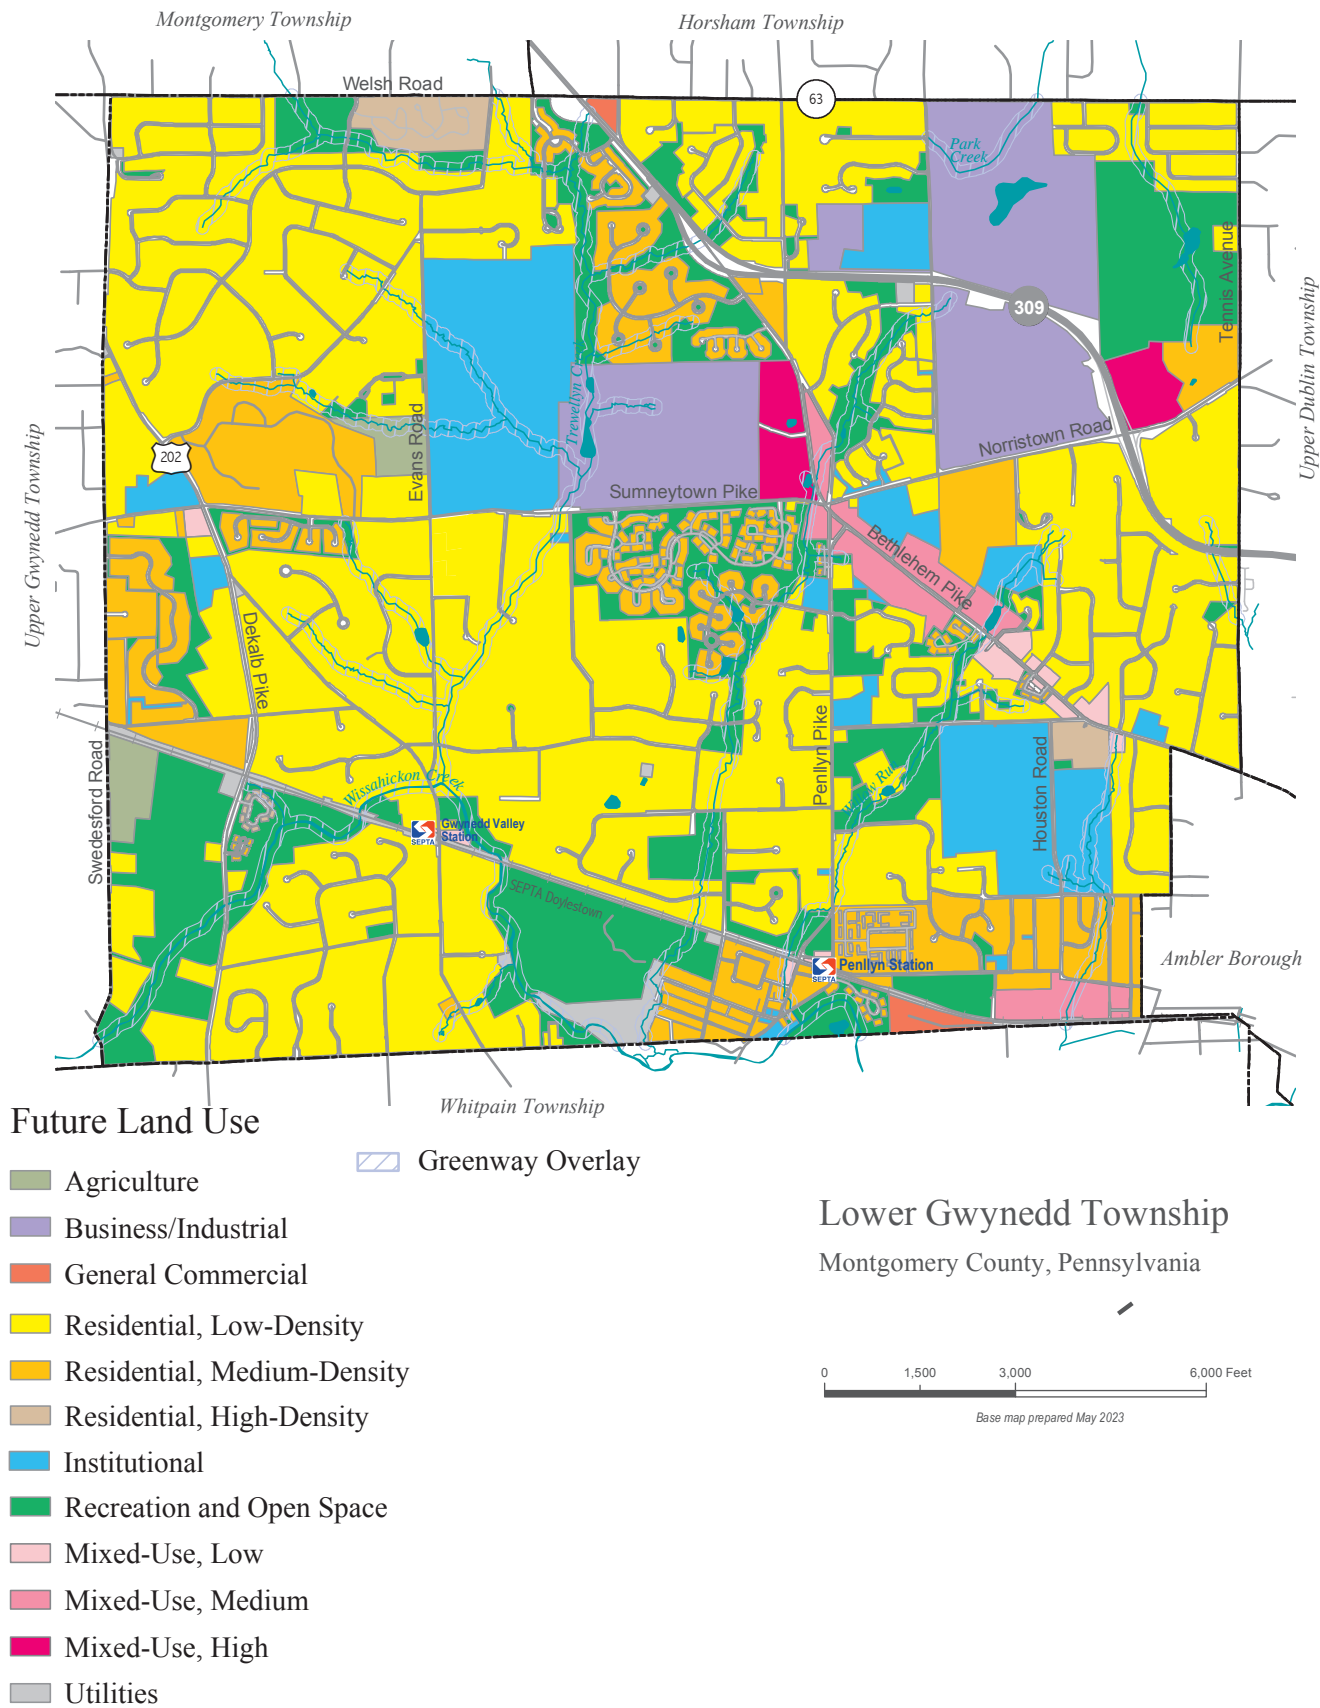 Montgomery Township
Horsham Township
Welsh Road
63
Park
Creek
Tennis Avenue
309
Upper Dublin Township
Trewellyn Creek
Evans Road
Norristown Road
202
Upper Gwynedd Township
Sumneytown Pike
Bethlehem Pike
Dekalb Pike
Penllyn Pike
Swedesford Road
Houston Road
Wissahickon Creek
Willow Run
Gwynedd Valley
Station
SEPTA
SEPTA Doylestown
Penllyn Station
SEPTA
Ambler Borough
Whitpain Township
Future Land Use
Greenway Overlay
Agriculture
Business/Industrial
General Commercial
Residential, Low-Density
Residential, Medium-Density
Residential, High-Density
Institutional
Recreation and Open Space
Mixed-Use, Low
Mixed-Use, Medium
Mixed-Use, High
Utilities
Lower Gwynedd Township
Montgomery County, Pennsylvania
0 1,500 3,000 6,000 Feet
Base map prepared May 2023